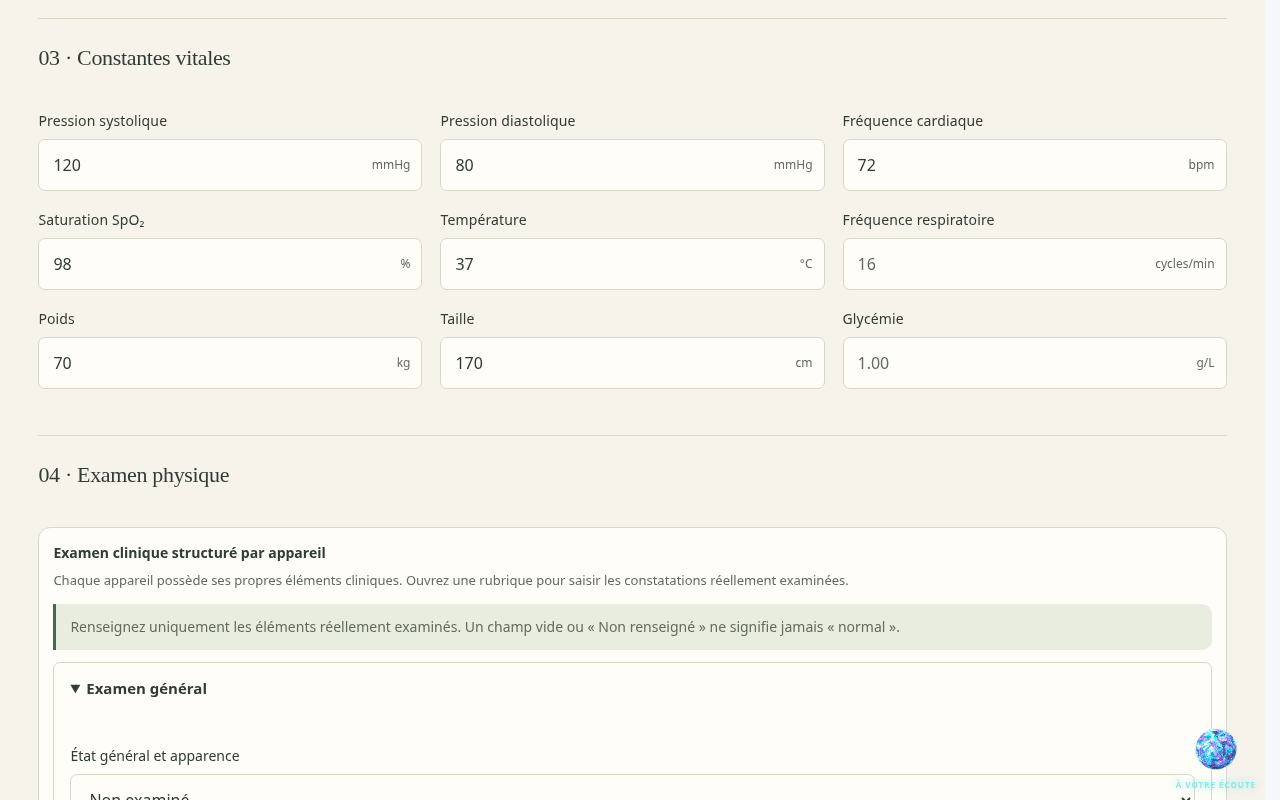 03 · Constantes vitales
Pression systolique
Pression diastolique
Fréquence cardiaque
120 mmHg
80 mmHg
72 bpm
Saturation SpO₂
Température
Fréquence respiratoire
98 %
37 °C
16 cycles/min
Poids
Taille
Glycémie
70 kg
170 cm
1.00 g/L
04 · Examen physique
Examen clinique structuré par appareil
Chaque appareil possède ses propres éléments cliniques. Ouvrez une rubrique pour saisir les constatations réellement examinées.
Renseignez uniquement les éléments réellement examinés. Un champ vide ou « Non renseigné » ne signifie jamais « normal ».
▼ Examen général
État général et apparence
Non examiné
À VOTRE ÉCOUTE